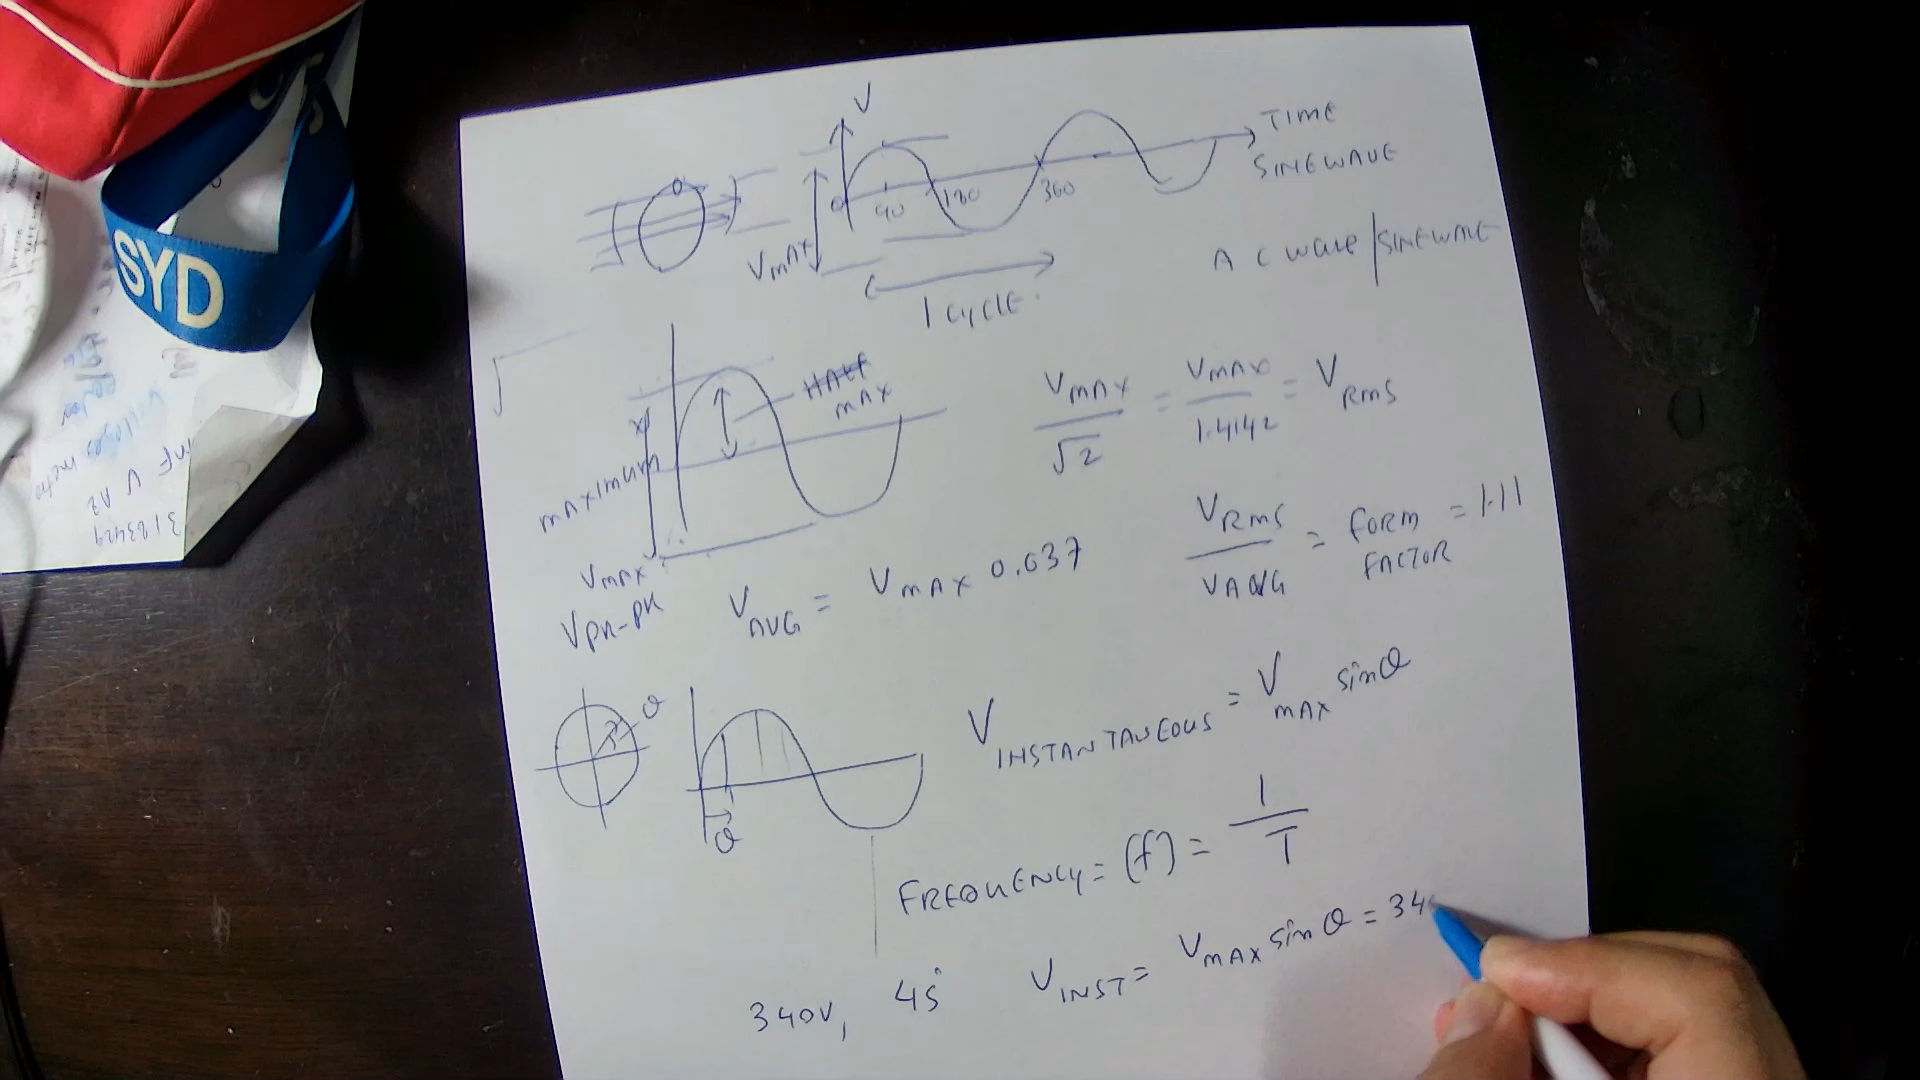 V
TIME
SINEWAVE
0
90
180
360
VMAX
1 CYCLE.
AC WAVE/SINEWAVE
HALF
MAX
MAXIMUM
VMAX
VPK-PK
VMAX / √2 = VMAX / 1.4142 = VRMS
VRMS / VAVG = FORM FACTOR = 1.11
VAVG = VMAX 0.637
θ
θ
VINSTANTANEOUS = VMAX sinθ
FREQUENCY = (f) = 1 / T
340V, 45° VINST = VMAX sin θ = 34
SYD
3123429